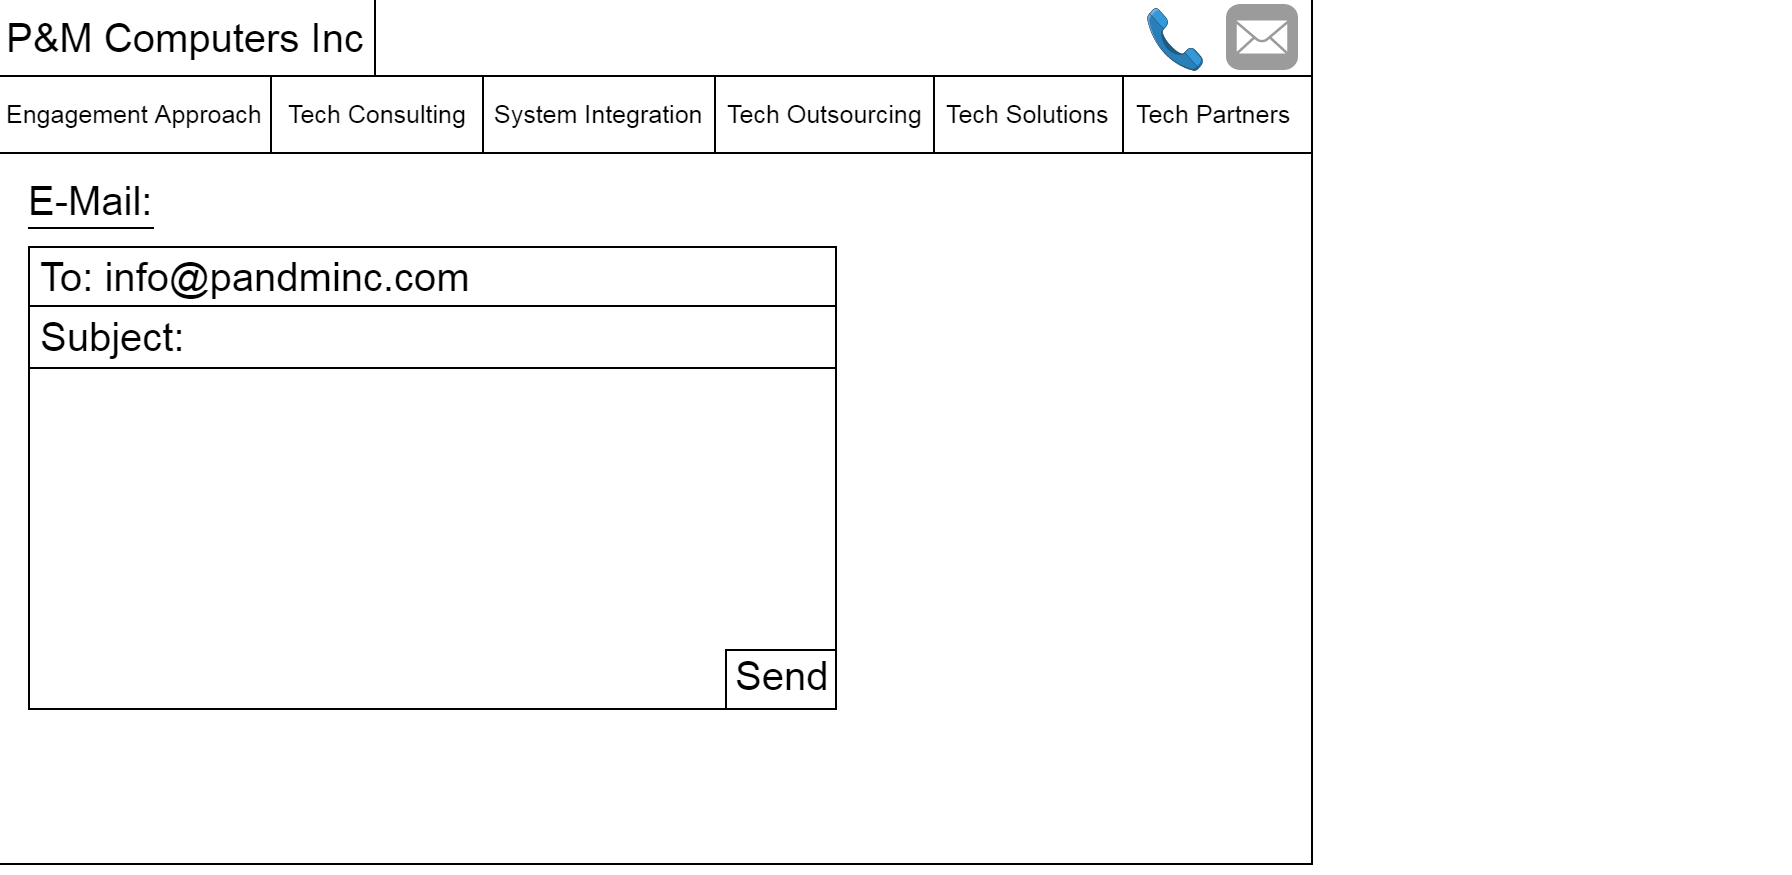 P&M Computers Inc
Engagement Approach Tech Consulting System Integration Tech Outsourcing Tech Solutions Tech Partners
E-Mail:
To: info@pandminc.com
Subject:
Send